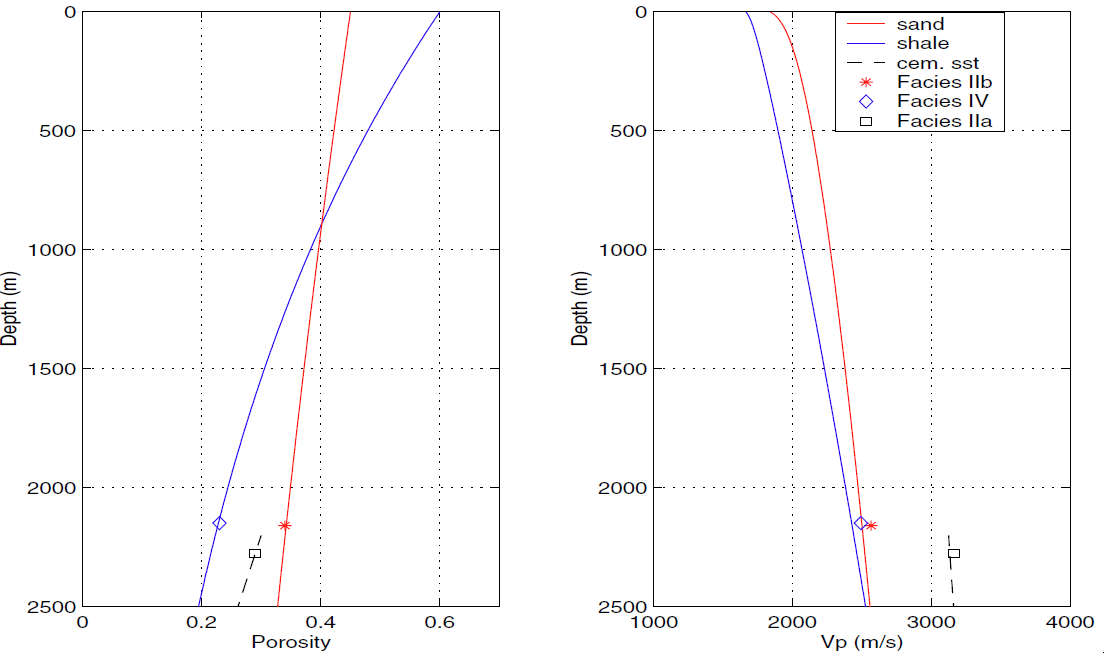 0
500
1000
1500
2000
2500
Depth (m)
0
0.2
0.4
0.6
Porosity
0
500
1000
1500
2000
2500
Depth (m)
1000
2000
3000
4000
Vp (m/s)
sand
shale
cem. sst
Facies IIb
Facies IV
Facies IIa